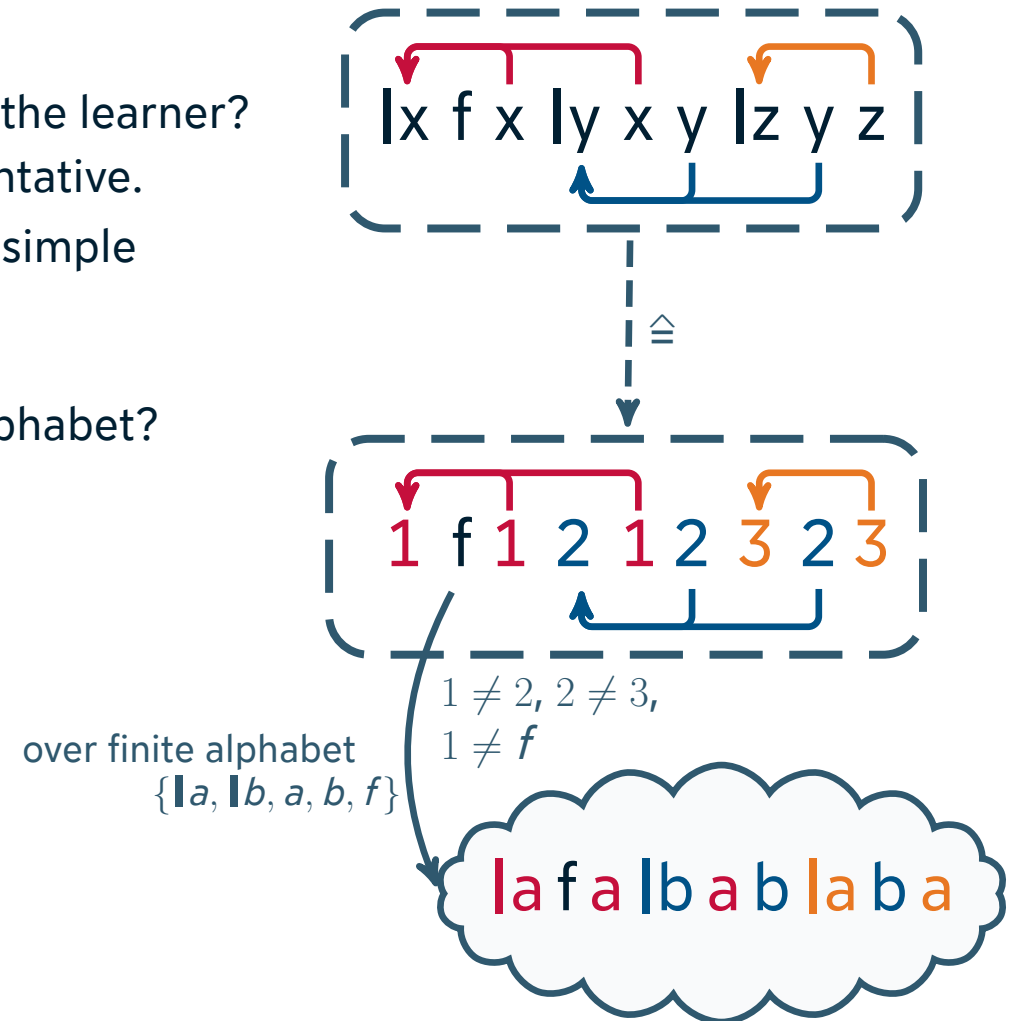 the learner?
ntative.
simple
phabet?
|x f x |y x y |z y z
≙
1 f 1 2 1 2 3 2 3
1 ≠ 2, 2 ≠ 3,
1 ≠ f
over finite alphabet
{|a, |b, a, b, f}
|a f a |b a b |a b a